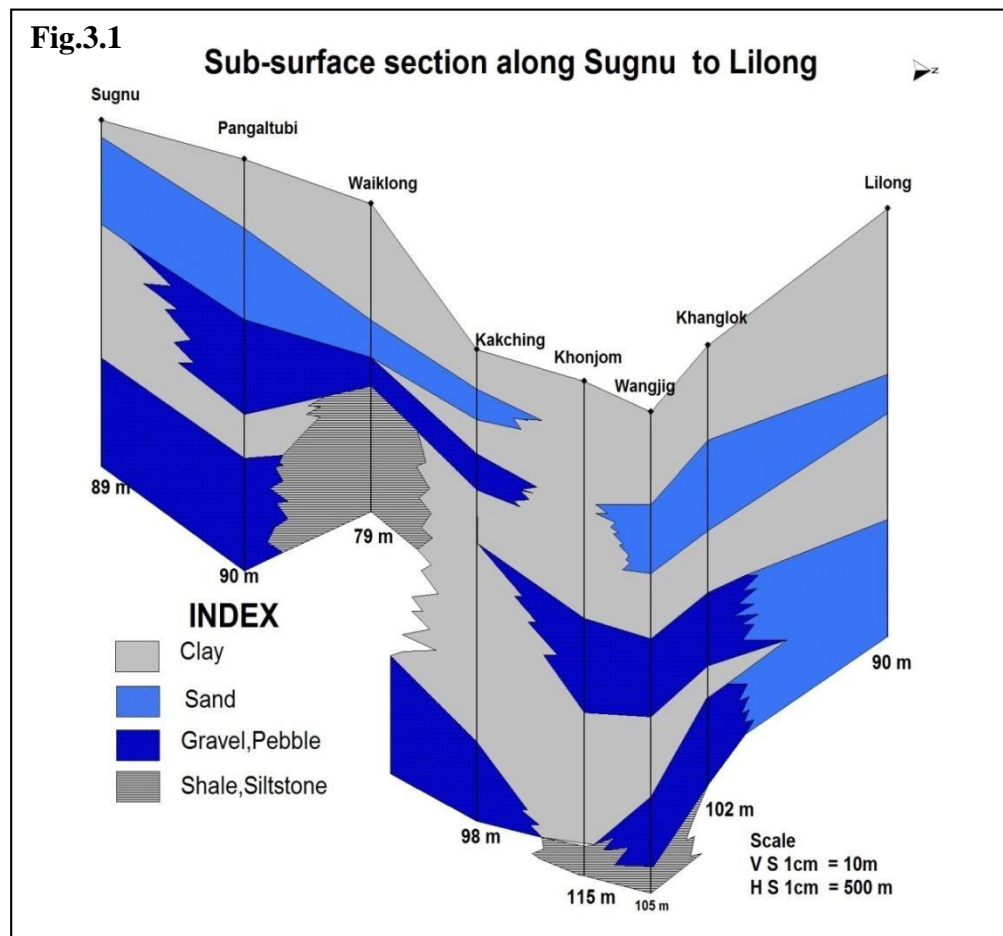 Fig.3.1
Sub-surface section along Sugnu to Lilong
N
Sugnu
Pangaltubi
Waiklong
Lilong
Khanglok
Kakching
Khonjom
Wangjig
89 m
79 m
90 m
90 m
INDEX
Clay
Sand
Gravel,Pebble
Shale,Siltstone
102 m
98 m
115 m
105 m
Scale
V S 1cm = 10m
H S 1cm = 500 m